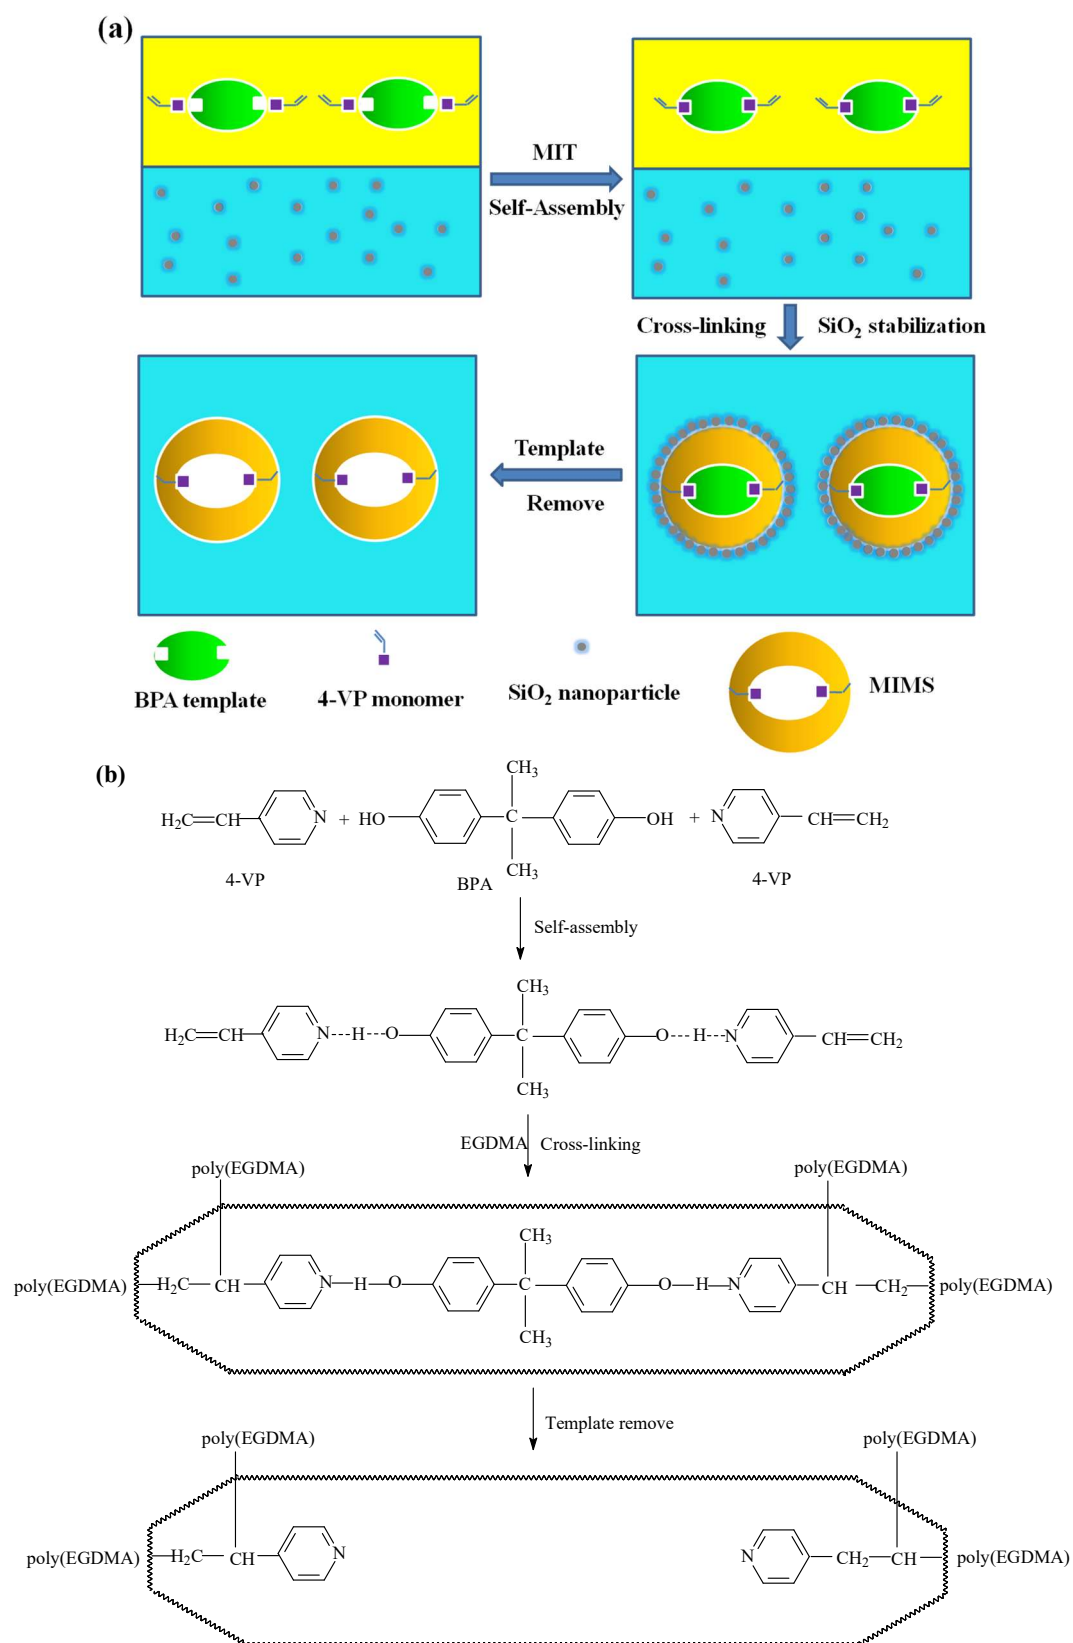 (a)
MIT
Self-Assembly
Cross-linking SiO₂ stabilization
Template
Remove
BPA template
4-VP monomer
SiO₂ nanoparticle
MIMS
(b)
CH₃
H₂C CH N + HO C OH + N CH CH₂
CH₃
4-VP BPA 4-VP
Self-assembly
CH₃
H₂C CH N H O C O H N CH CH₂
CH₃
EGDMA Cross-linking
poly(EGDMA) poly(EGDMA)
CH₃
poly(EGDMA) H₂C CH N H O C O H N CH CH₂ poly(EGDMA)
CH₃
Template remove
poly(EGDMA) poly(EGDMA)
poly(EGDMA) H₂C CH N N CH₂ CH poly(EGDMA)